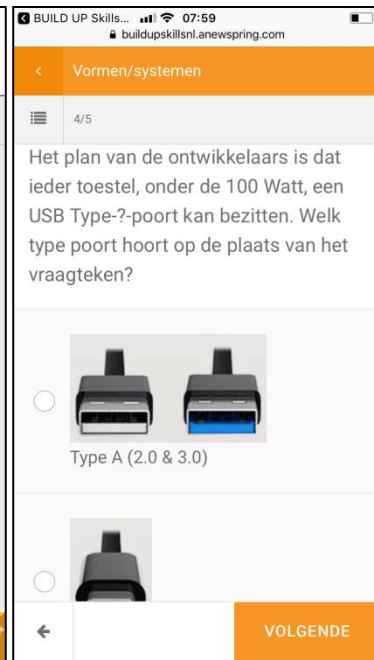 BUILD UP Skills... 07:59
buildupskillsnl.anewspring.com
Vormen/systemen
4/5
Het plan van de ontwikkelaars is dat
ieder toestel, onder de 100 Watt, een
USB Type-?-poort kan bezitten. Welk
type poort hoort op de plaats van het
vraagteken?
Type A (2.0 & 3.0)
VOLGENDE